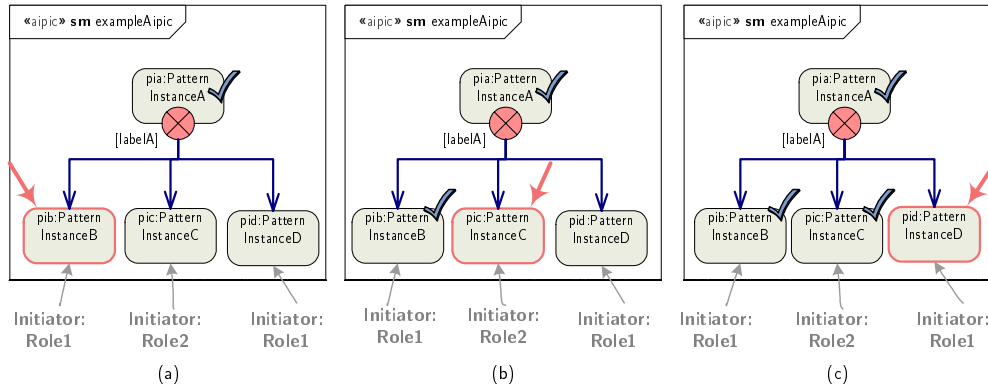 «aipic» sm exampleAipic
pia:Pattern
InstanceA
[labelA]
pib:Pattern
InstanceB
pic:Pattern
InstanceC
pid:Pattern
InstanceD
Initiator:
Role1
Initiator:
Role2
Initiator:
Role1
(a)
«aipic» sm exampleAipic
pia:Pattern
InstanceA
[labelA]
pib:Pattern
InstanceB
pic:Pattern
InstanceC
pid:Pattern
InstanceD
Initiator:
Role1
Initiator:
Role2
Initiator:
Role1
(b)
«aipic» sm exampleAipic
pia:Pattern
InstanceA
[labelA]
pib:Pattern
InstanceB
pic:Pattern
InstanceC
pid:Pattern
InstanceD
Initiator:
Role1
Initiator:
Role2
Initiator:
Role1
(c)